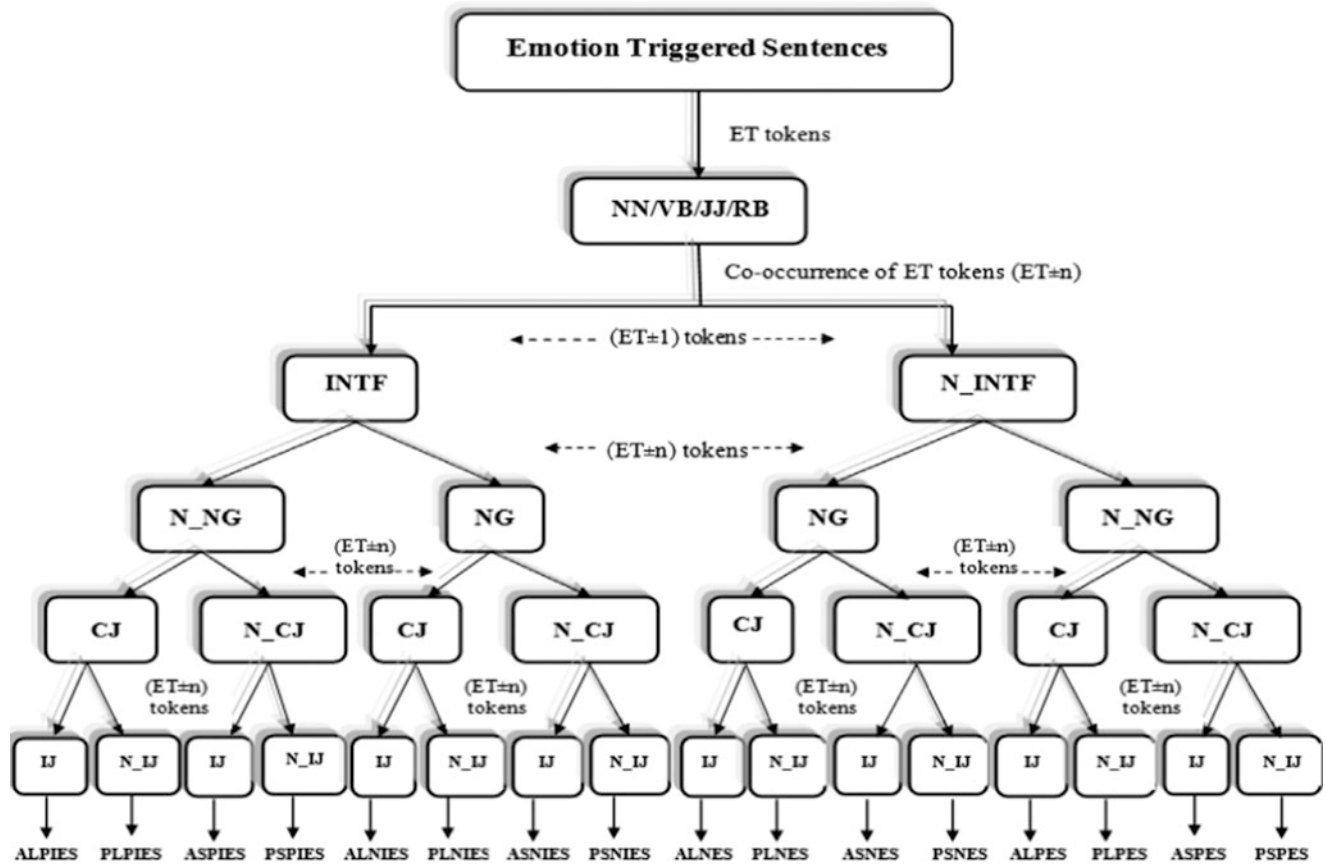 Emotion Triggered Sentences
ET tokens
NN/VB/JJ/RB
Co-occurrence of ET tokens (ET±n)
(ET±1) tokens
INTF
N_INTF
(ET±n) tokens
N_NG
NG
NG
N_NG
(ET±n)
tokens
(ET±n)
tokens
CJ
N_CJ
CJ
N_CJ
CJ
N_CJ
CJ
N_CJ
(ET±n)
tokens
(ET±n)
tokens
(ET±n)
tokens
(ET±n)
tokens
IJ
N_IJ
IJ
N_IJ
IJ
N_IJ
IJ
N_IJ
IJ
N_IJ
IJ
N_IJ
IJ
N_IJ
IJ
N_IJ
ALPIES
PLPIES
ASPIES
PSPIES
ALNIES
PLNIES
ASNIES
PSNIES
ALNES
PLNES
ASNES
PSNES
ALPES
PLPES
ASPES
PSPES